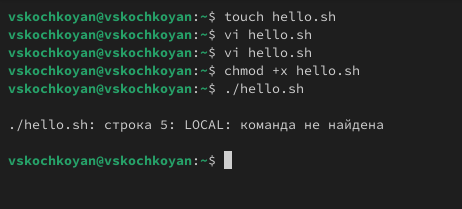 vskochkoyan@vskochkoyan:~$ touch hello.sh
vskochkoyan@vskochkoyan:~$ vi hello.sh
vskochkoyan@vskochkoyan:~$ vi hello.sh
vskochkoyan@vskochkoyan:~$ chmod +x hello.sh
vskochkoyan@vskochkoyan:~$ ./hello.sh
./hello.sh: строка 5: LOCAL: команда не найдена
vskochkoyan@vskochkoyan:~$